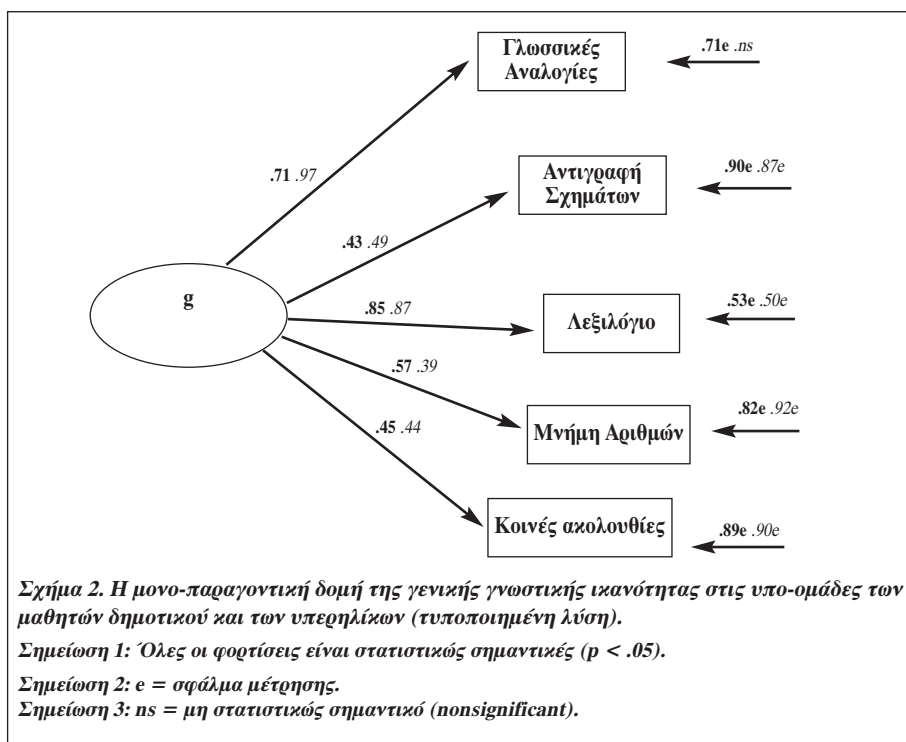 Γλωσσικές
Αναλογίες
.71e .ns
.71 .97
Αντιγραφή
Σχημάτων
.90e .87e
.43 .49
g
.85 .87
Λεξιλόγιο
.53e .50e
.57 .39
Μνήμη Αριθμών
.82e .92e
.45 .44
Κοινές ακολουθίες
.89e .90e
Σχήμα 2. Η μονο-παραγοντική δομή της γενικής γνωστικής ικανότητας στις υπο-ομάδες των
μαθητών δημοτικού και των υπερηλίκων (τυποποιημένη λύση).
Σημείωση 1: Όλες οι φορτίσεις είναι στατιστικώς σημαντικές (p < .05).
Σημείωση 2: e = σφάλμα μέτρησης.
Σημείωση 3: ns = μη στατιστικώς σημαντικό (nonsignificant).